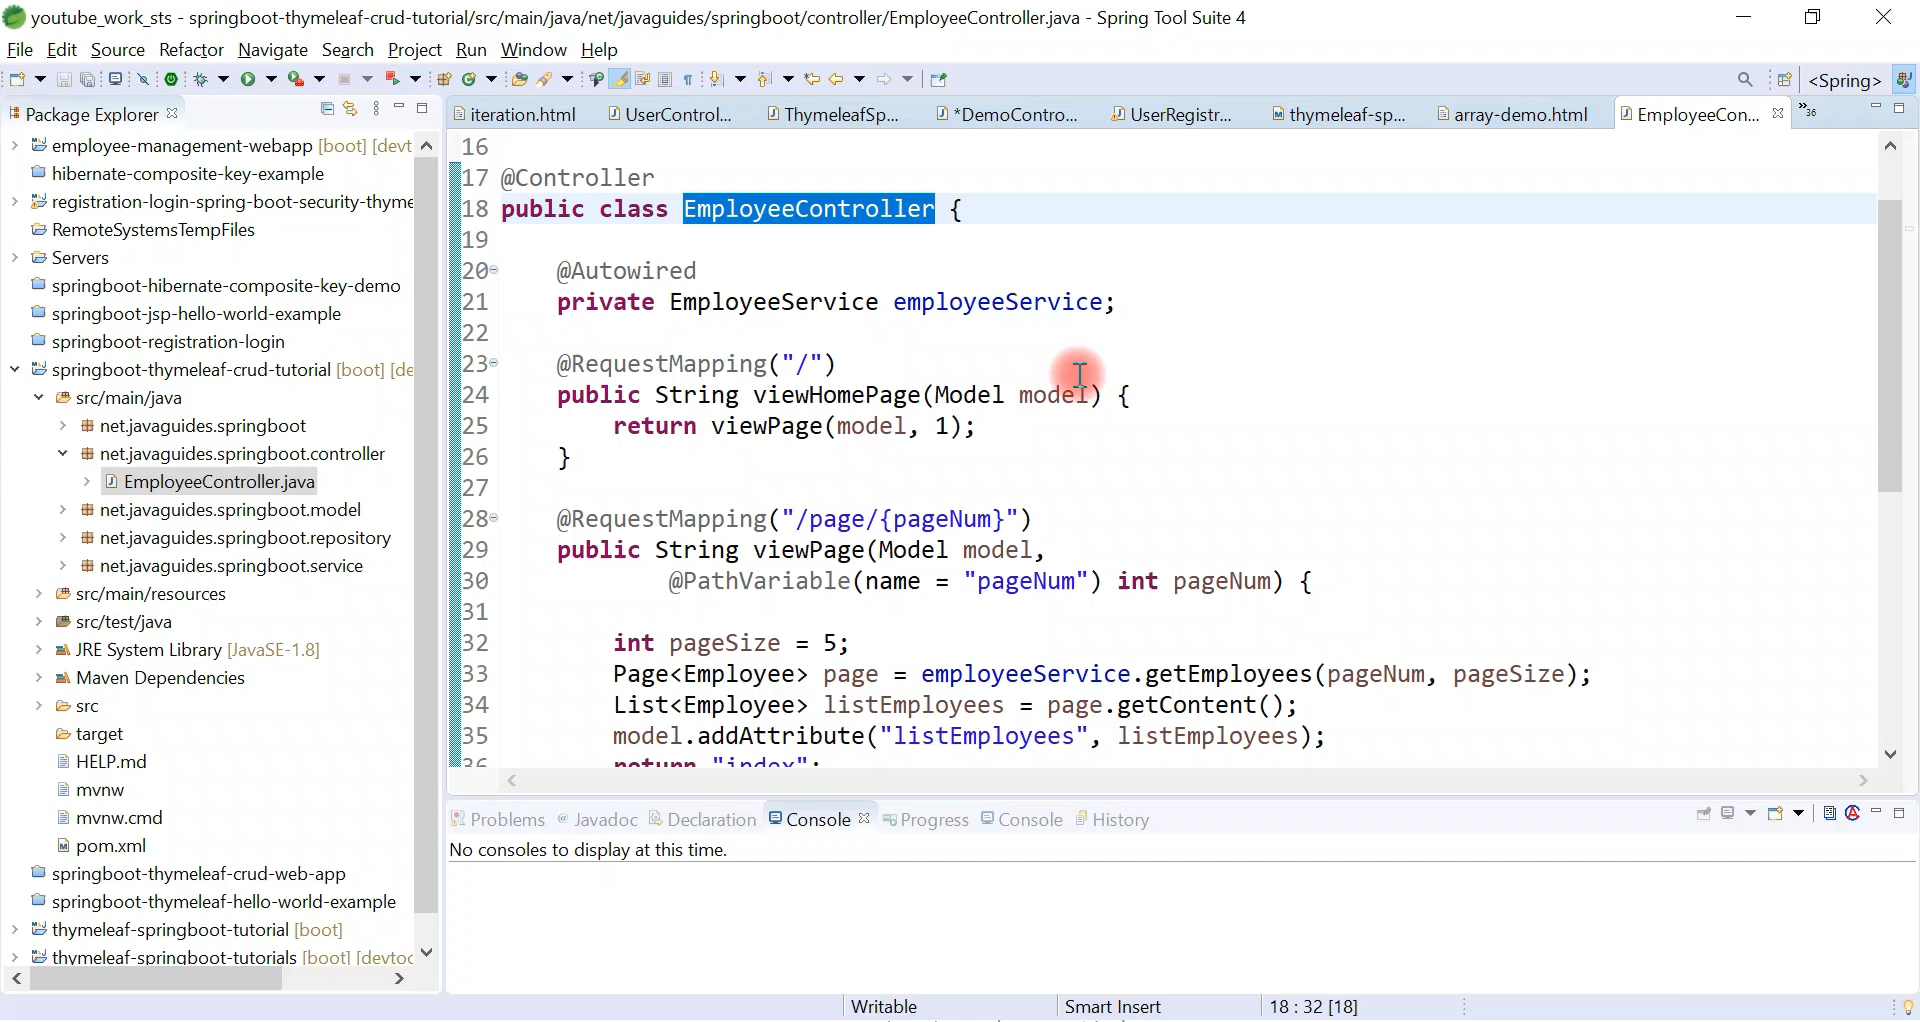 youtube_work_sts - springboot-thymeleaf-crud-tutorial/src/main/java/net/javaguides/springboot/controller/EmployeeController.java - Spring Tool Suite 4
File Edit Source Refactor Navigate Search Project Run Window Help
<Spring>
Package Explorer
iteration.html UserControl... ThymeleafSp... *DemoContro... UserRegistr... thymeleaf-sp... array-demo.html EmployeeCon... »36
employee-management-webapp [boot] [devt
hibernate-composite-key-example
registration-login-spring-boot-security-thyme
RemoteSystemsTempFiles
Servers
springboot-hibernate-composite-key-demo
springboot-jsp-hello-world-example
springboot-registration-login
springboot-thymeleaf-crud-tutorial [boot] [de
src/main/java
net.javaguides.springboot
net.javaguides.springboot.controller
EmployeeController.java
net.javaguides.springboot.model
net.javaguides.springboot.repository
net.javaguides.springboot.service
src/main/resources
src/test/java
JRE System Library [JavaSE-1.8]
Maven Dependencies
src
target
HELP.md
mvnw
mvnw.cmd
pom.xml
springboot-thymeleaf-crud-web-app
springboot-thymeleaf-hello-world-example
thymeleaf-springboot-tutorial [boot]
thymeleaf-springboot-tutorials [boot] [devtoo
16
17 @Controller
18 public class EmployeeController {
19
20 @Autowired
21 private EmployeeService employeeService;
22
23 @RequestMapping("/")
24 public String viewHomePage(Model model) {
25 return viewPage(model, 1);
26 }
27
28 @RequestMapping("/page/{pageNum}")
29 public String viewPage(Model model,
30 @PathVariable(name = "pageNum") int pageNum) {
31
32 int pageSize = 5;
33 Page<Employee> page = employeeService.getEmployees(pageNum, pageSize);
34 List<Employee> listEmployees = page.getContent();
35 model.addAttribute("listEmployees", listEmployees);
36 return "index";
Problems Javadoc Declaration Console Progress Console History
No consoles to display at this time.
Writable Smart Insert 18 : 32 [18]